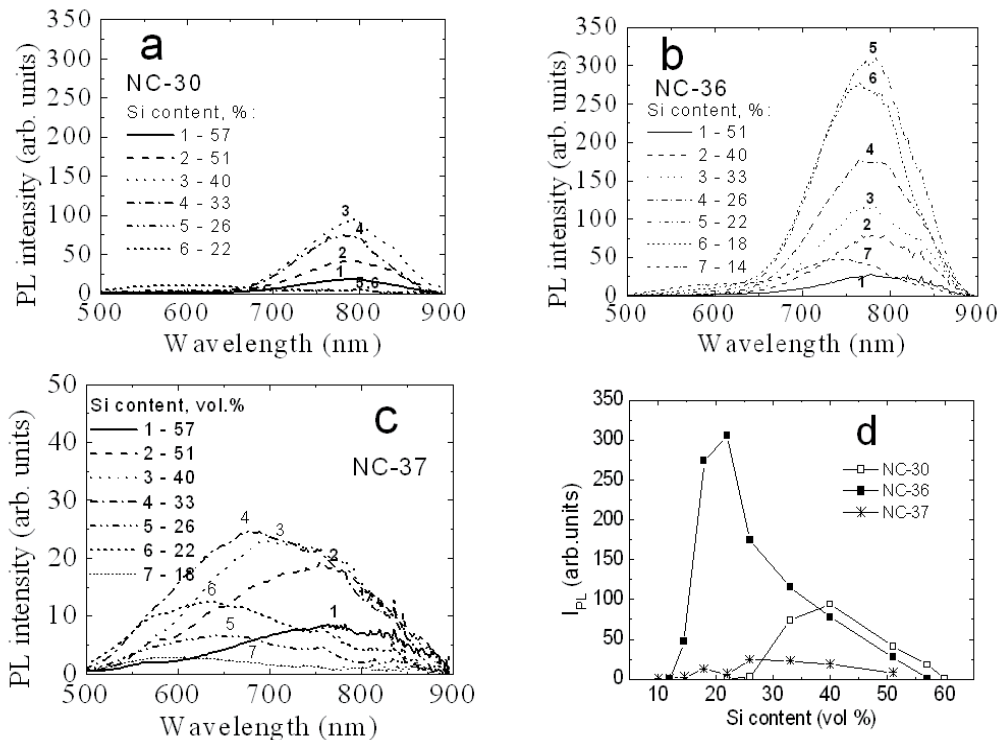 a
NC-30
Si content, %:
1 - 57
2 - 51
3 - 40
4 - 33
5 - 26
6 - 22
PL intensity (arb. units)
350
300
250
200
150
100
50
0
3
4
2
1
5 6
500 600 700 800 900
Wavelength (nm)
b
NC-36
Si content, %:
1 - 51
2 - 40
3 - 33
4 - 26
5 - 22
6 - 18
7 - 14
PL intensity (arb. units)
350
300
250
200
150
100
50
0
5
6
4
3
2
7
1
500 600 700 800 900
Wavelength (nm)
c
NC-37
Si content, vol.%
1 - 57
2 - 51
3 - 40
4 - 33
5 - 26
6 - 22
7 - 18
PL intensity (arb. units)
50
40
30
20
10
0
4
3
2
6
5
1
7
500 600 700 800 900
Wavelength (nm)
d
NC-30
NC-36
NC-37
I PL (arb.units)
350
300
250
200
150
100
50
0
0 10 20 30 40 50 60
Si content (vol %)